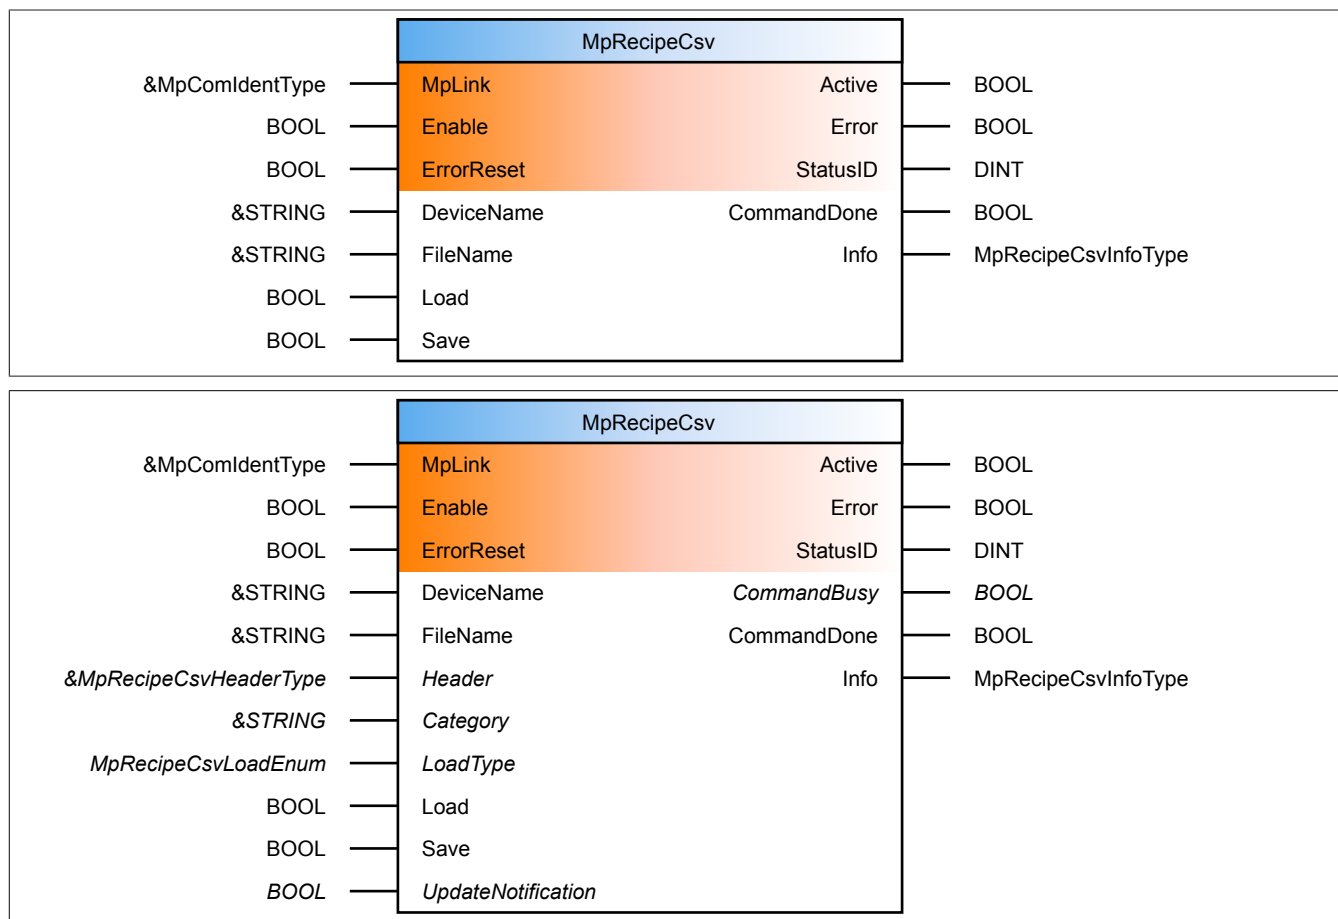 MpRecipeCsv
&MpComIdentType MpLink Active BOOL
BOOL Enable Error BOOL
BOOL ErrorReset StatusID DINT
&STRING DeviceName CommandDone BOOL
&STRING FileName Info MpRecipeCsvInfoType
BOOL Load
BOOL Save
MpRecipeCsv
&MpComIdentType MpLink Active BOOL
BOOL Enable Error BOOL
BOOL ErrorReset StatusID DINT
&STRING DeviceName CommandBusy BOOL
&STRING FileName CommandDone BOOL
&MpRecipeCsvHeaderType Header Info MpRecipeCsvInfoType
&STRING Category
MpRecipeCsvLoadEnum LoadType
BOOL Load
BOOL Save
BOOL UpdateNotification